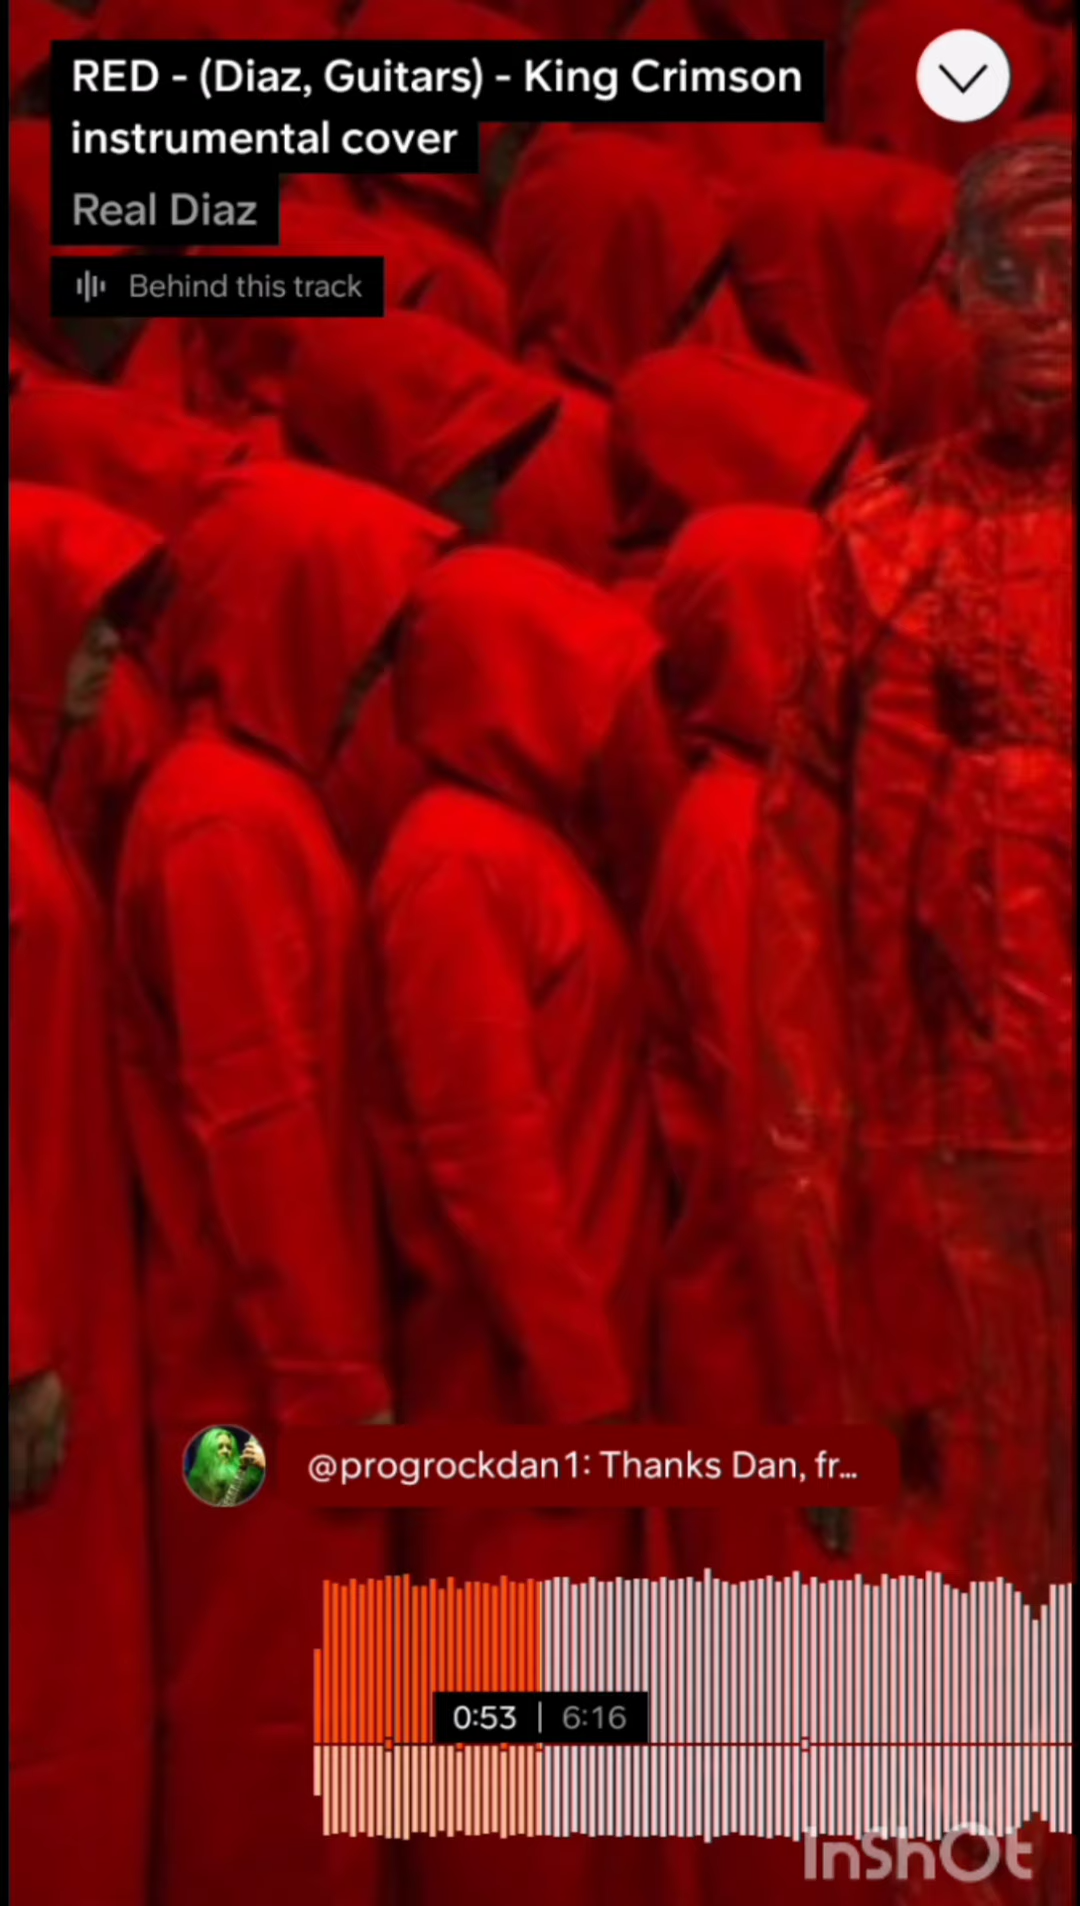 RED - (Diaz, Guitars) - King Crimson
instrumental cover
Real Diaz
Behind this track
@progrockdan1: Thanks Dan, fr...
0:53 | 6:16
InShOt